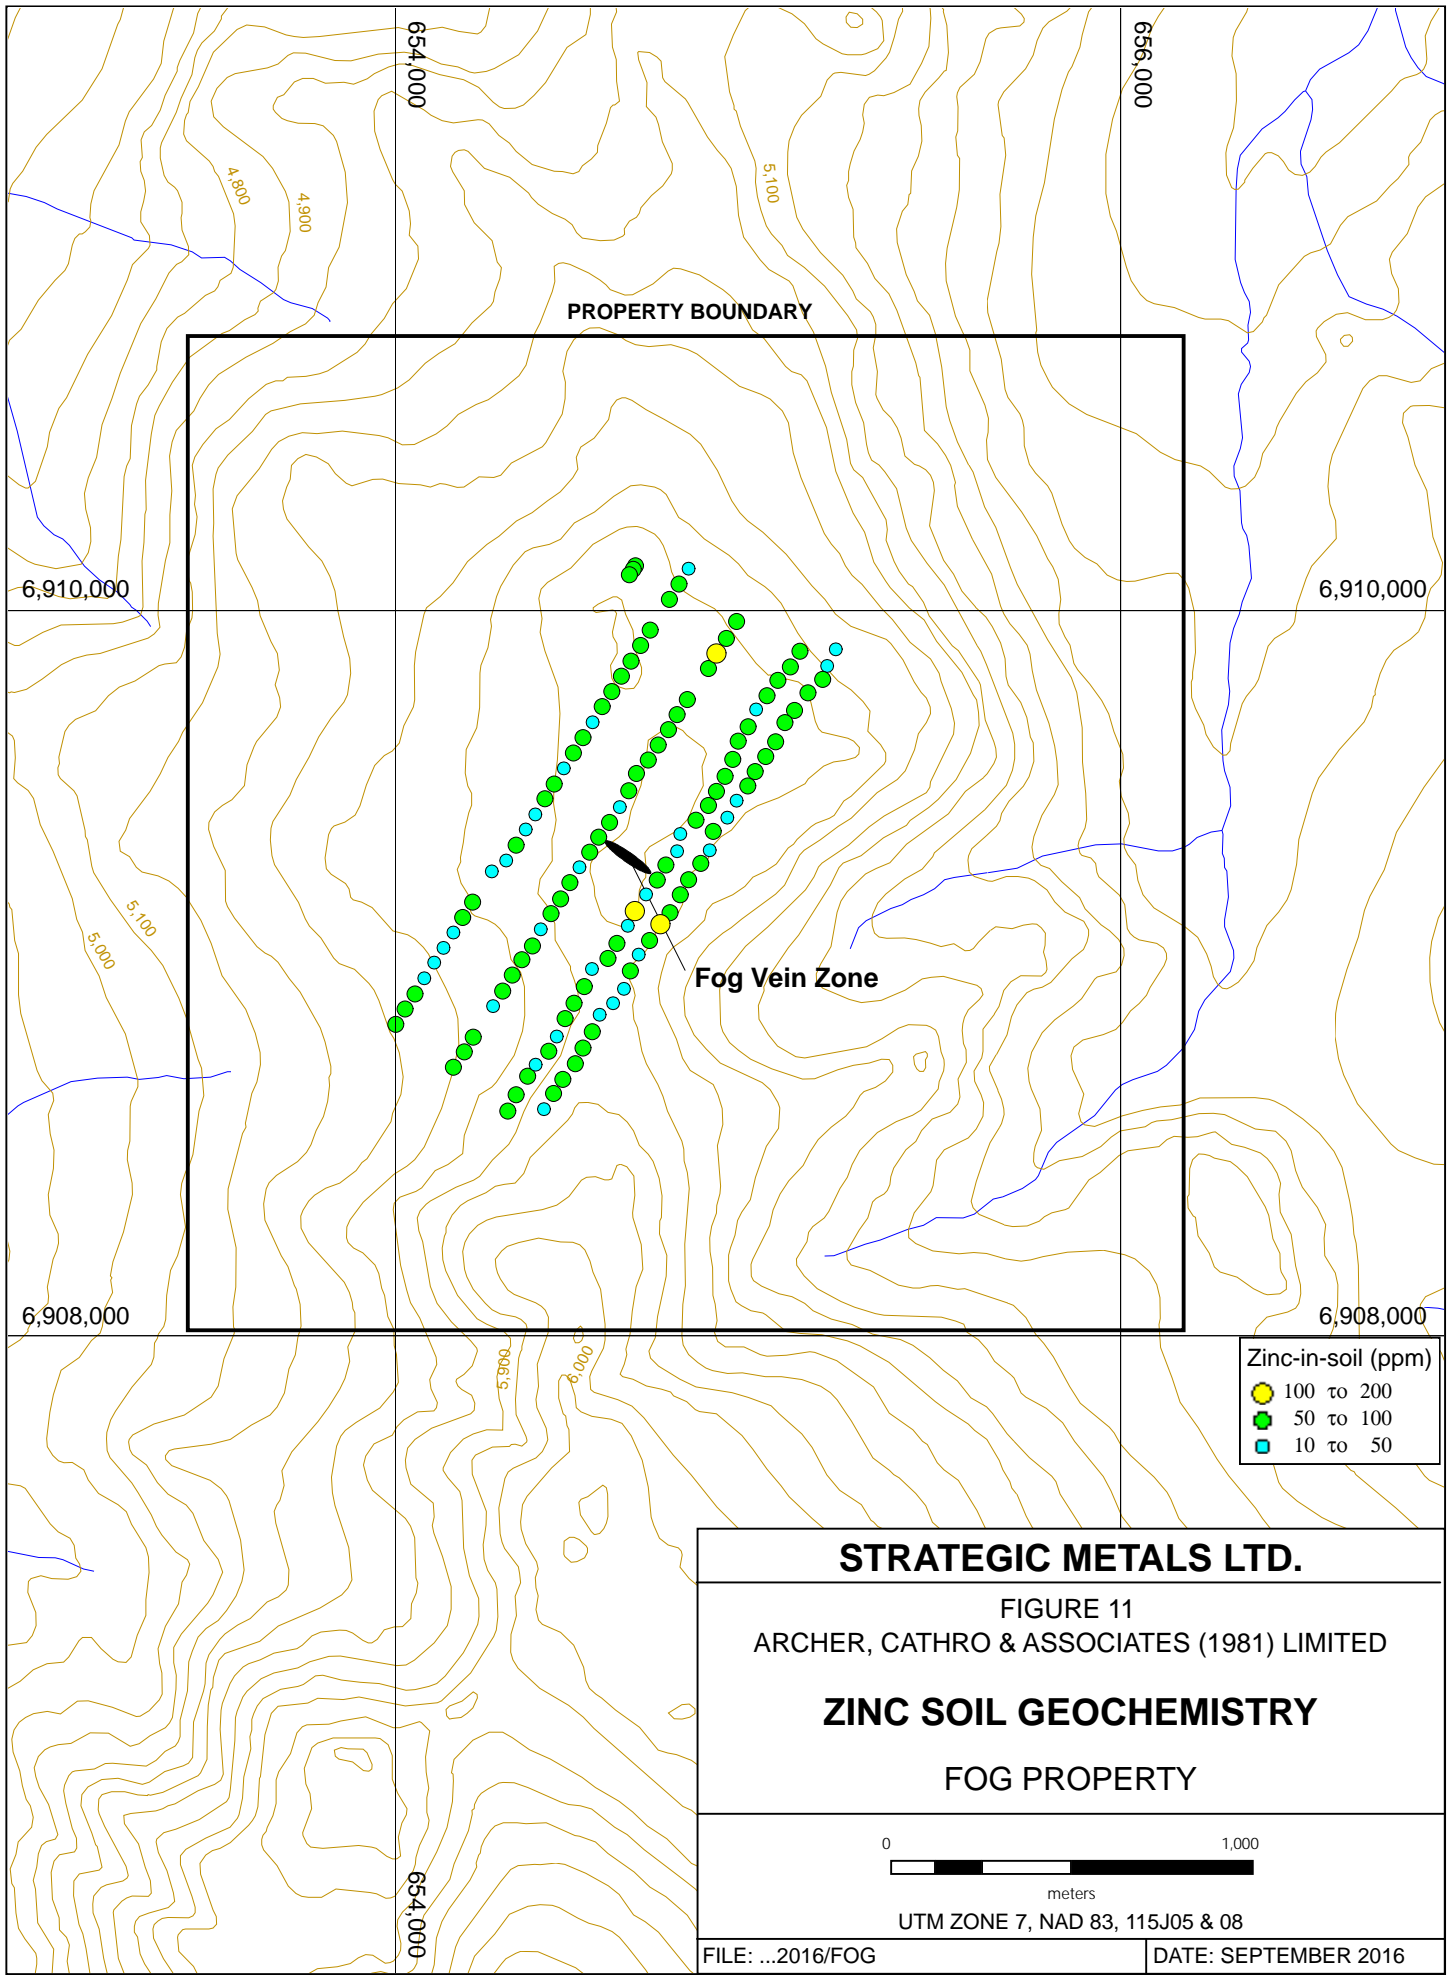 654,000
656,000
4,800
4,900
5,100
PROPERTY BOUNDARY
6,910,000
6,910,000
5,100
5,000
Fog Vein Zone
6,908,000
6,908,000
5,900
6,000
Zinc-in-soil (ppm)
100 το 200
50 το 100
10 το 50
STRATEGIC METALS LTD.
FIGURE 11
ARCHER, CATHRO & ASSOCIATES (1981) LIMITED
ZINC SOIL GEOCHEMISTRY
FOG PROPERTY
0 1,000
meters
UTM ZONE 7, NAD 83, 115J05 & 08
654,000
FILE: ...2016/FOG
DATE: SEPTEMBER 2016